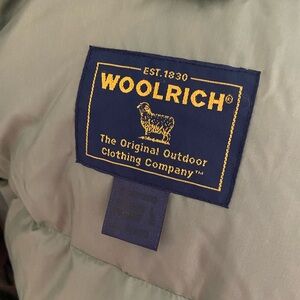 EST. 1830
WOOLRICH®
The Original Outdoor
Clothing Company™